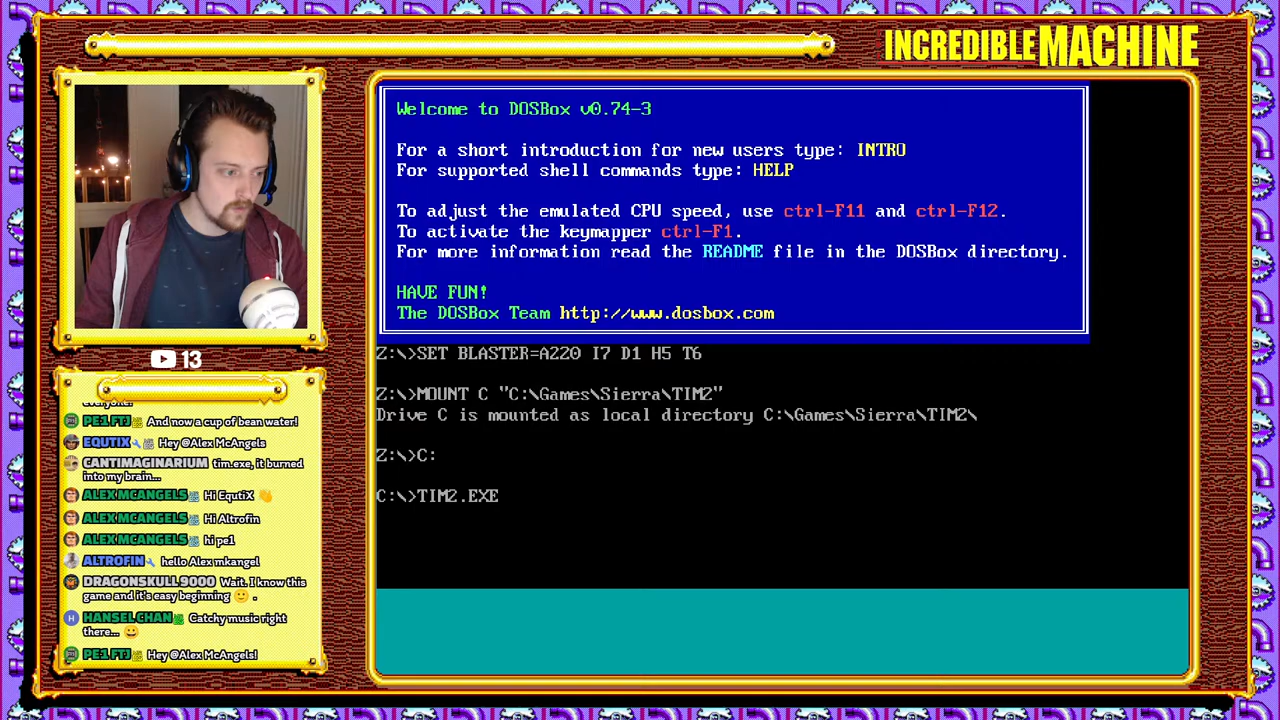 INCREDIBLE MACHINE
Welcome to DOSBox v0.74-3
For a short introduction for new users type: INTRO
For supported shell commands type: HELP
To adjust the emulated CPU speed, use ctrl-F11 and ctrl-F12.
To activate the keymapper ctrl-F1.
For more information read the README file in the DOSBox directory.
HAVE FUN!
The DOSBox Team http://www.dosbox.com
Z:\>SET BLASTER=A220 I7 D1 H5 T6
Z:\>MOUNT C "C:\Games\Sierra\TIM2"
Drive C is mounted as local directory C:\Games\Sierra\TIM2\
Z:\>C:
C:\>TIM2.EXE
13
everyone!
PE1FTJ And now a cup of bean water!
EQUTIX Hey @Alex McAngels
CANTIMAGINARIUM tim.exe, it burned
into my brain...
ALEX MCANGELS Hi EqutiX 👋
ALEX MCANGELS Hi Altrofin
ALEX MCANGELS hi pe1
ALTROFIN hello Alex mkangel
DRAGONSKULL9000 Wait. I know this
game and it's easy beginning 🙂 .
HANSEL CHAN Catchy music right
there... 😀
PE1FTJ Hey @Alex McAngels!